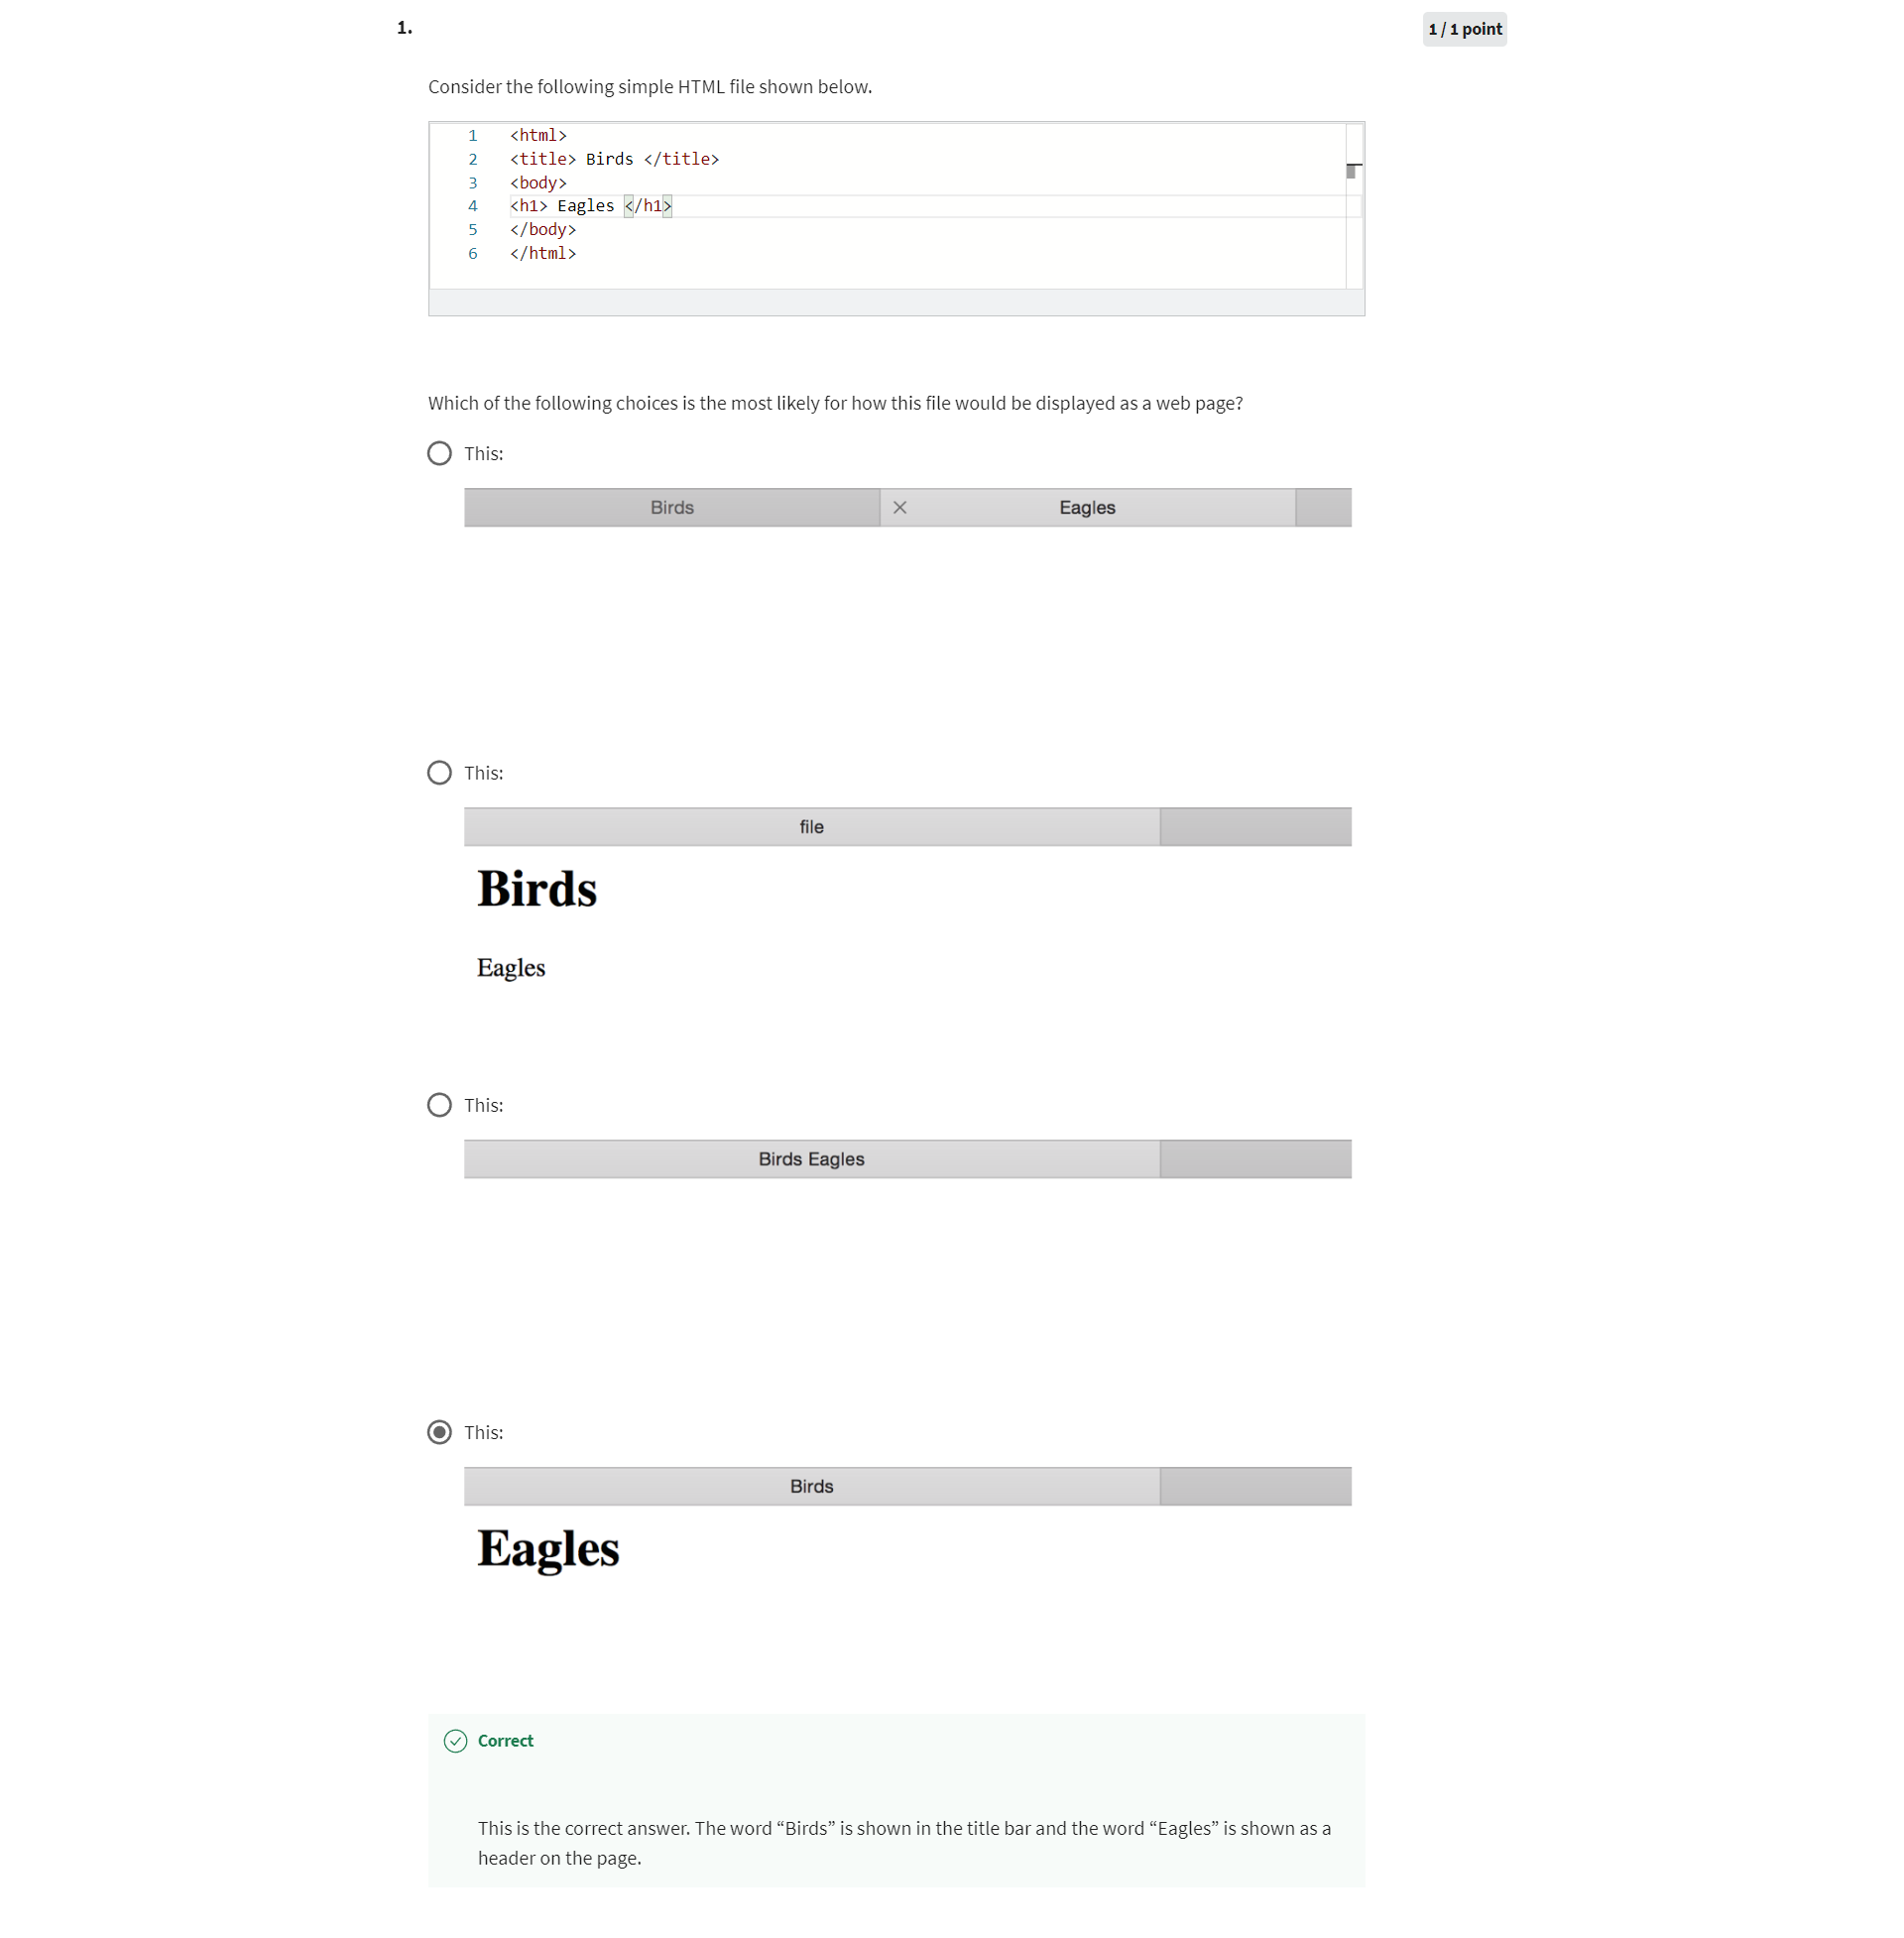 1.
1 / 1 point
Consider the following simple HTML file shown below.
1 <html>
2 <title> Birds </title>
3 <body>
4 <h1> Eagles </h1>
5 </body>
6 </html>
Which of the following choices is the most likely for how this file would be displayed as a web page?
This:
Birds Eagles
This:
file
Birds
Eagles
This:
Birds Eagles
This:
Birds
Eagles
Correct
This is the correct answer. The word “Birds” is shown in the title bar and the word “Eagles” is shown as a
header on the page.